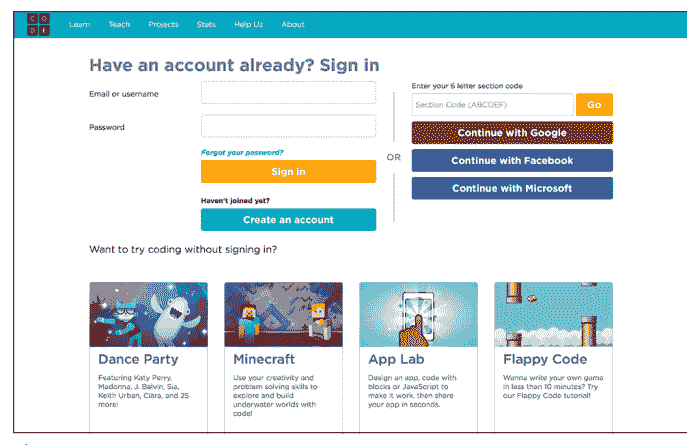 C O
D E
Learn Teach Projects Stats Help Us About
Have an account already? Sign in
Email or username
Password
Forgot your password?
Sign in
Haven't joined yet?
Create an account
OR
Enter your 6 letter section code
Section Code (ABCDEF) Go
Continue with Google
Continue with Facebook
Continue with Microsoft
Want to try coding without signing in?
Dance Party
Featuring Katy Perry,
Madonna, J. Balvin, Sia,
Keith Urban, Ciara, and 25
more!
Minecraft
Use your creativity and
problem solving skills to
explore and build
underwater worlds with
code!
App Lab
Design an app, code with
blocks or JavaScript to
make it work, then share
your app in seconds.
Flappy Code
Wanna write your own game
in less than 10 minutes? Try
our Flappy Code tutorial!